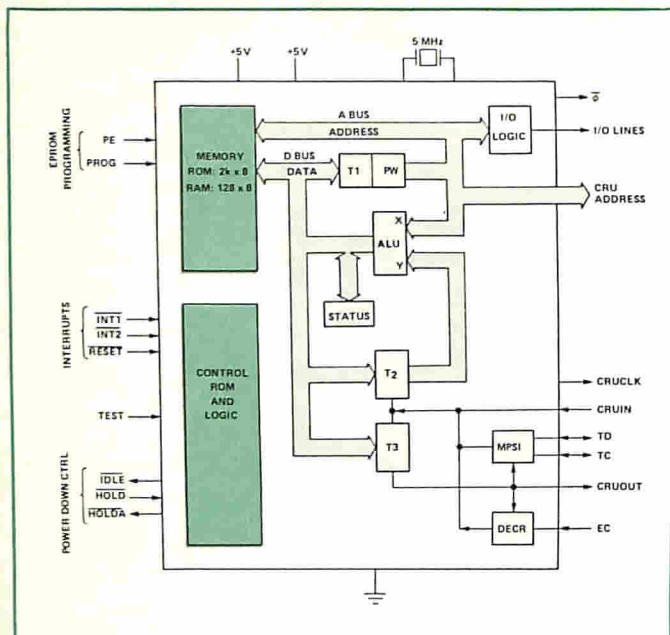 +5V
+5V
5 MHz
φ
EPROM
PROGRAMMING
PE
PROG
MEMORY
ROM: 2k x 8
RAM: 128 x 8
A BUS
ADDRESS
D BUS
DATA
T1
PW
I/O
LOGIC
I/O LINES
CRU
ADDRESS
X
ALU
Y
STATUS
INTERRUPTS
INT1
INT2
RESET
TEST
CONTROL
ROM
AND
LOGIC
T2
T3
CRUCLK
CRUIN
MPSI
TD
TC
CRUOUT
DECR
EC
POWER DOWN CTRL
IDLE
HOLD
HOLDA